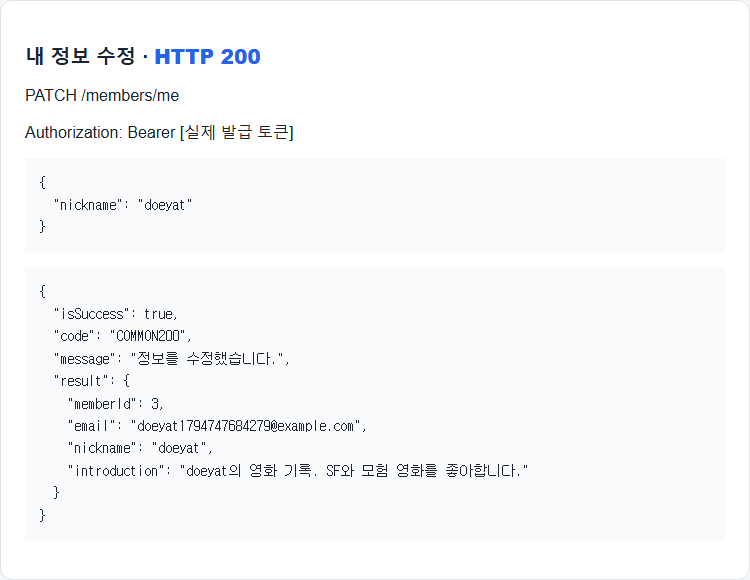 내 정보 수정 · HTTP 200
PATCH /members/me
Authorization: Bearer [실제 발급 토큰]
{
  "nickname": "doeyat"
}
{
  "isSuccess": true,
  "code": "COMMON200",
  "message": "정보를 수정했습니다.",
  "result": {
    "memberId": 3,
    "email": "doeyat1794747684279@example.com",
    "nickname": "doeyat",
    "introduction": "doeyat의 영화 기록. SF와 모험 영화를 좋아합니다."
  }
}